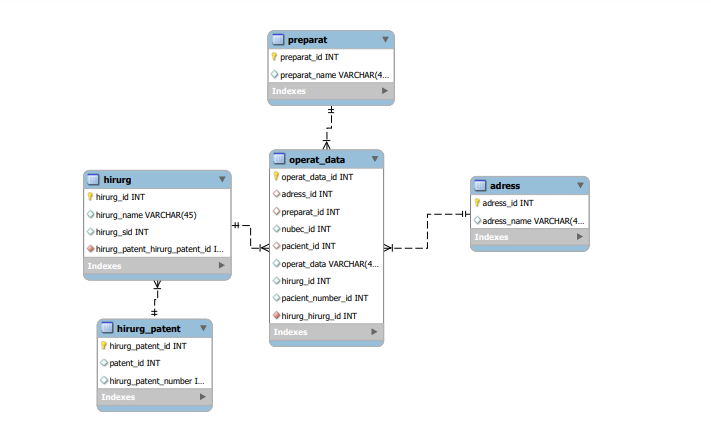 preparat
preparat_id INT
preparat_name VARCHAR(4...
Indexes
hirurg
hirurg_id INT
hirurg_name VARCHAR(45)
hirurg_sid INT
hirurg_patent_hirurg_patent_id I...
Indexes
operat_data
operat_data_id INT
adress_id INT
preparat_id INT
nubec_id INT
pacient_id INT
operat_data VARCHAR(4...
hirurg_id INT
pacient_number_id INT
hirurg_hirurg_id INT
Indexes
adress
adress_id INT
adress_name VARCHAR(4...
Indexes
hirurg_patent
hirurg_patent_id INT
patent_id INT
hirurg_patent_number I...
Indexes